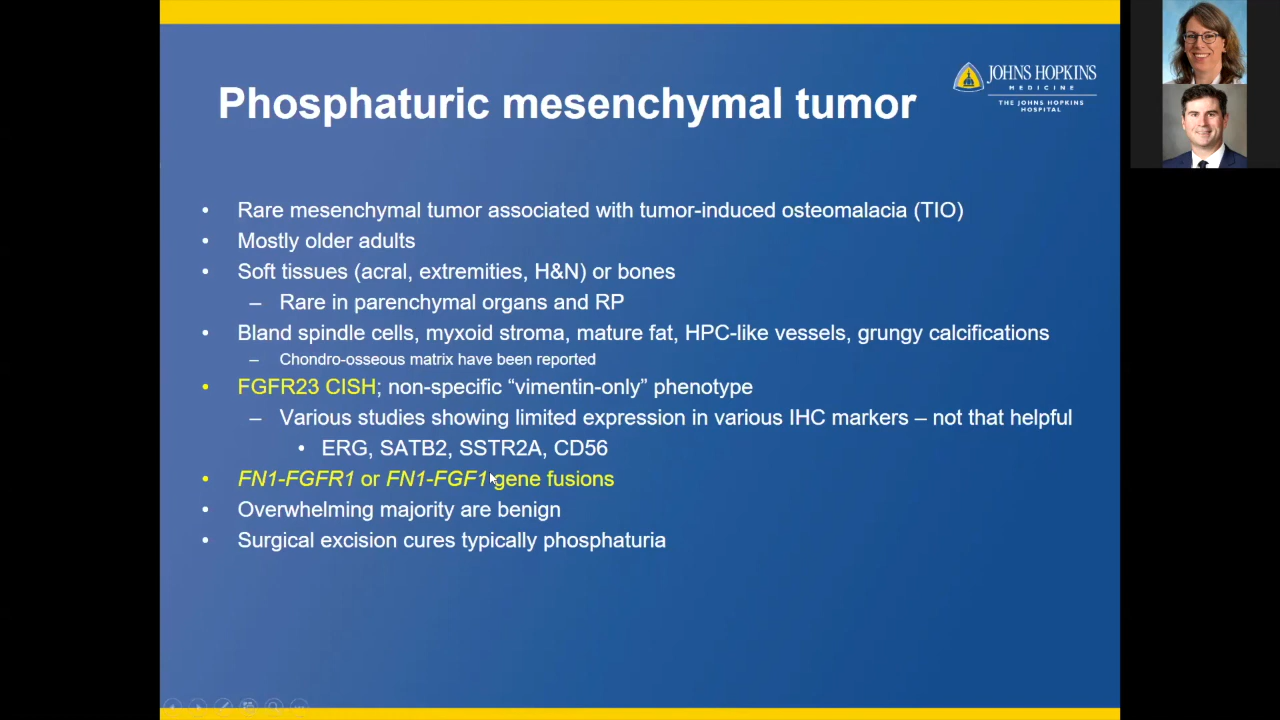 Phosphaturic mesenchymal tumor
JOHNS HOPKINS
MEDICINE
THE JOHNS HOPKINS
HOSPITAL
• Rare mesenchymal tumor associated with tumor-induced osteomalacia (TIO)
• Mostly older adults
• Soft tissues (acral, extremities, H&N) or bones
– Rare in parenchymal organs and RP
• Bland spindle cells, myxoid stroma, mature fat, HPC-like vessels, grungy calcifications
– Chondro-osseous matrix have been reported
• FGFR23 CISH; non-specific “vimentin-only” phenotype
– Various studies showing limited expression in various IHC markers – not that helpful
• ERG, SATB2, SSTR2A, CD56
• FN1-FGFR1 or FN1-FGF1 gene fusions
• Overwhelming majority are benign
• Surgical excision cures typically phosphaturia